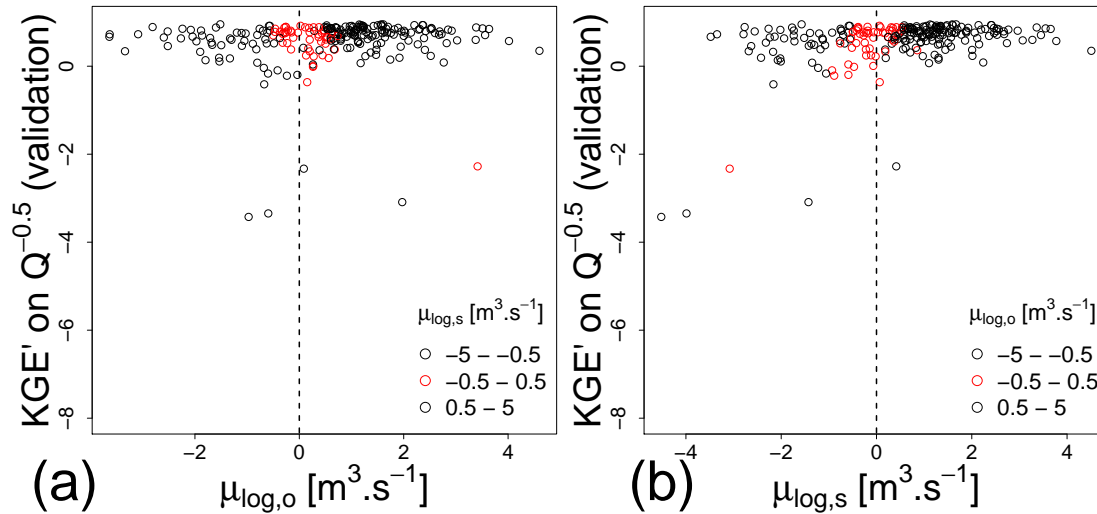 KGE' on Q^−0.5 (validation)
0
−2
−4
−6
−8
μlog,s [m³.s⁻¹]
−5 − −0.5
−0.5 − 0.5
0.5 − 5
−2 0 2 4
(a) μlog,o [m³.s⁻¹]
KGE' on Q^−0.5 (validation)
0
−2
−4
−6
−8
μlog,o [m³.s⁻¹]
−5 − −0.5
−0.5 − 0.5
0.5 − 5
−4 −2 0 2 4
(b) μlog,s [m³.s⁻¹]